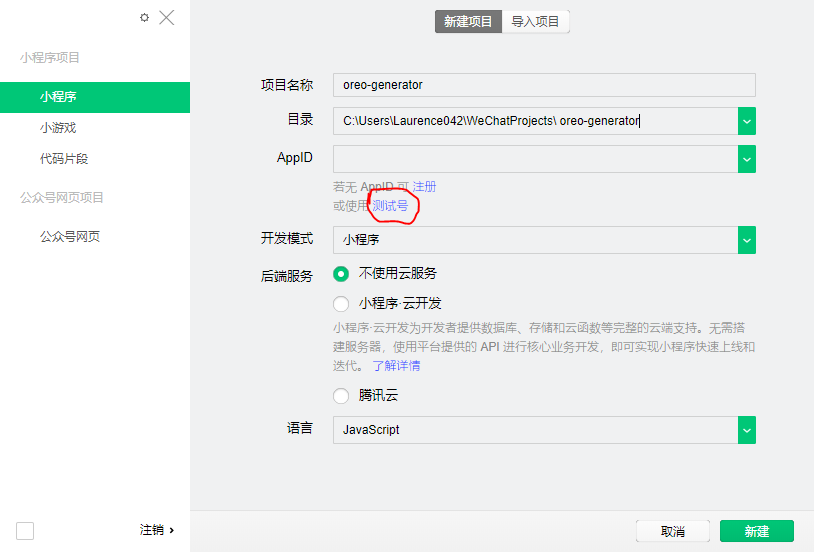 新建项目 导入项目
小程序项目
小程序
小游戏
代码片段
公众号网页项目
公众号网页
项目名称 oreo-generator
目录 C:\Users\Laurence042\WeChatProjects\ oreo-generator
AppID
若无 AppID 可 注册
或使用 测试号
开发模式 小程序
后端服务 不使用云服务
小程序·云开发
小程序·云开发为开发者提供数据库、存储和云函数等完整的云端支持。无需搭
建服务器，使用平台提供的 API 进行核心业务开发，即可实现小程序快速上线和
迭代。 了解详情
腾讯云
语言 JavaScript
注销 ›
取消 新建